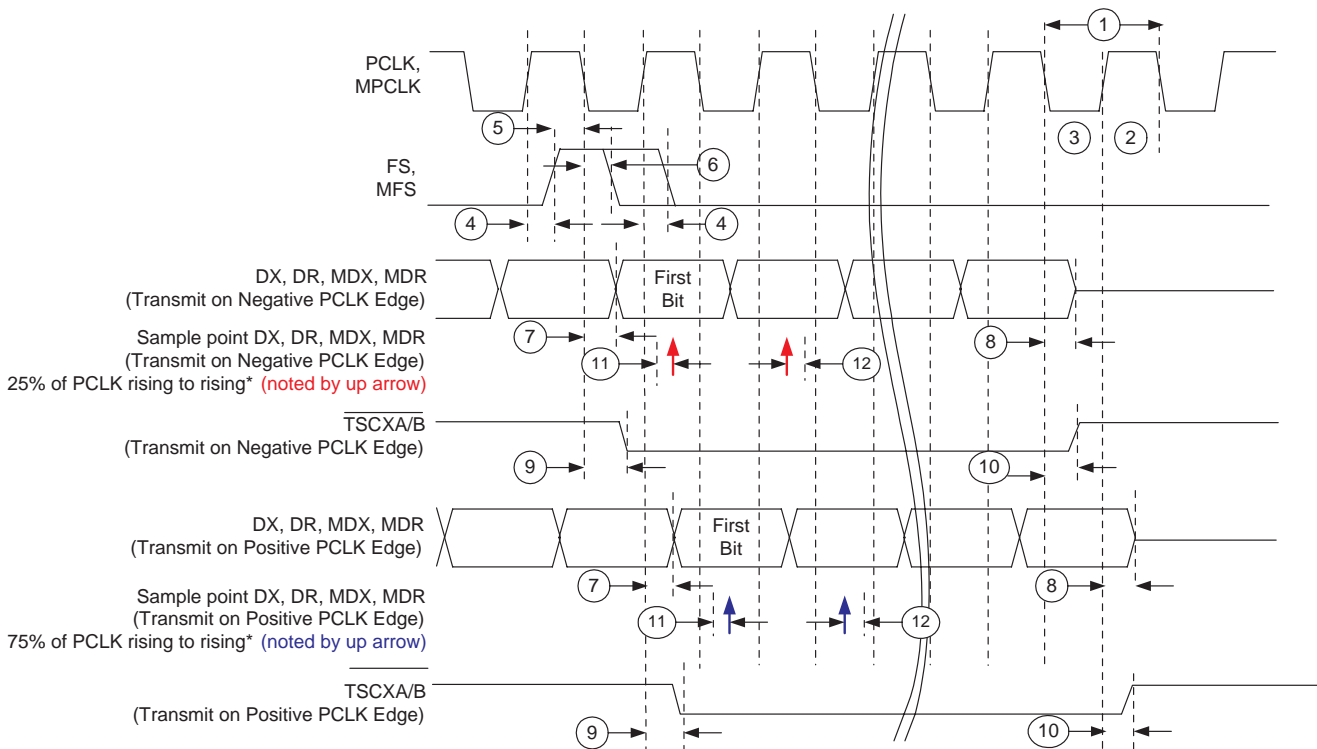 1
PCLK,
MPCLK
3
2
5
6
FS,
MFS
4
4
DX, DR, MDX, MDR
(Transmit on Negative PCLK Edge)
First
Bit
7
8
Sample point DX, DR, MDX, MDR
(Transmit on Negative PCLK Edge)
25% of PCLK rising to rising* (noted by up arrow)
11
12
TSCXA/B
(Transmit on Negative PCLK Edge)
9
10
DX, DR, MDX, MDR
(Transmit on Positive PCLK Edge)
First
Bit
7
8
Sample point DX, DR, MDX, MDR
(Transmit on Positive PCLK Edge)
75% of PCLK rising to rising* (noted by up arrow)
11
12
TSCXA/B
(Transmit on Positive PCLK Edge)
9
10